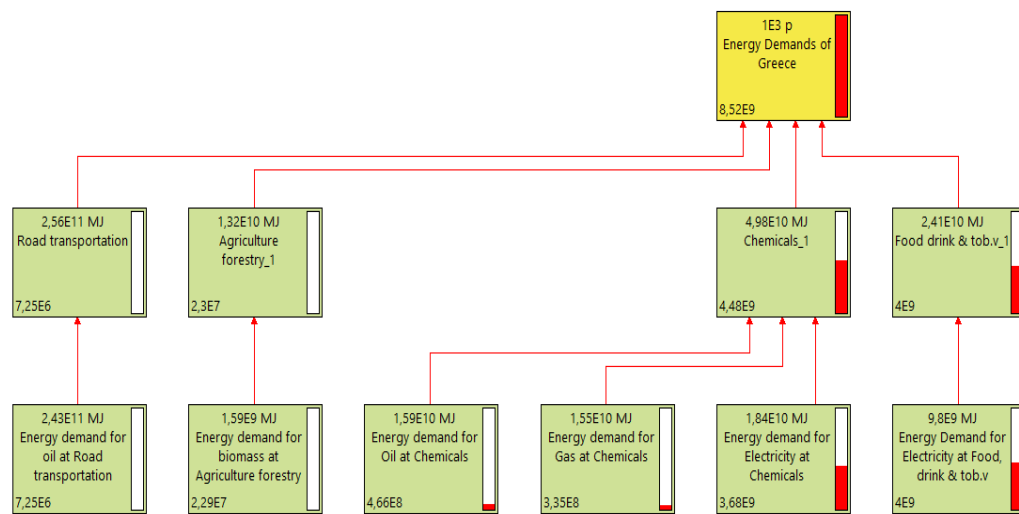 1E3 p
Energy Demands of
Greece
8,52E9
2,56E11 MJ
Road transportation
7,25E6
1,32E10 MJ
Agriculture
forestry_1
2,3E7
4,98E10 MJ
Chemicals_1
4,48E9
2,41E10 MJ
Food drink & tob.v_1
4E9
2,43E11 MJ
Energy demand for
oil at Road
transportation
7,25E6
1,59E9 MJ
Energy demand for
biomass at
Agriculture forestry
2,29E7
1,59E10 MJ
Energy demand for
Oil at Chemicals
4,66E8
1,55E10 MJ
Energy demand for
Gas at Chemicals
3,35E8
1,84E10 MJ
Energy demand for
Electricity at
Chemicals
3,68E9
9,8E9 MJ
Energy Demand for
Electricity at Food,
drink & tob.v
4E9